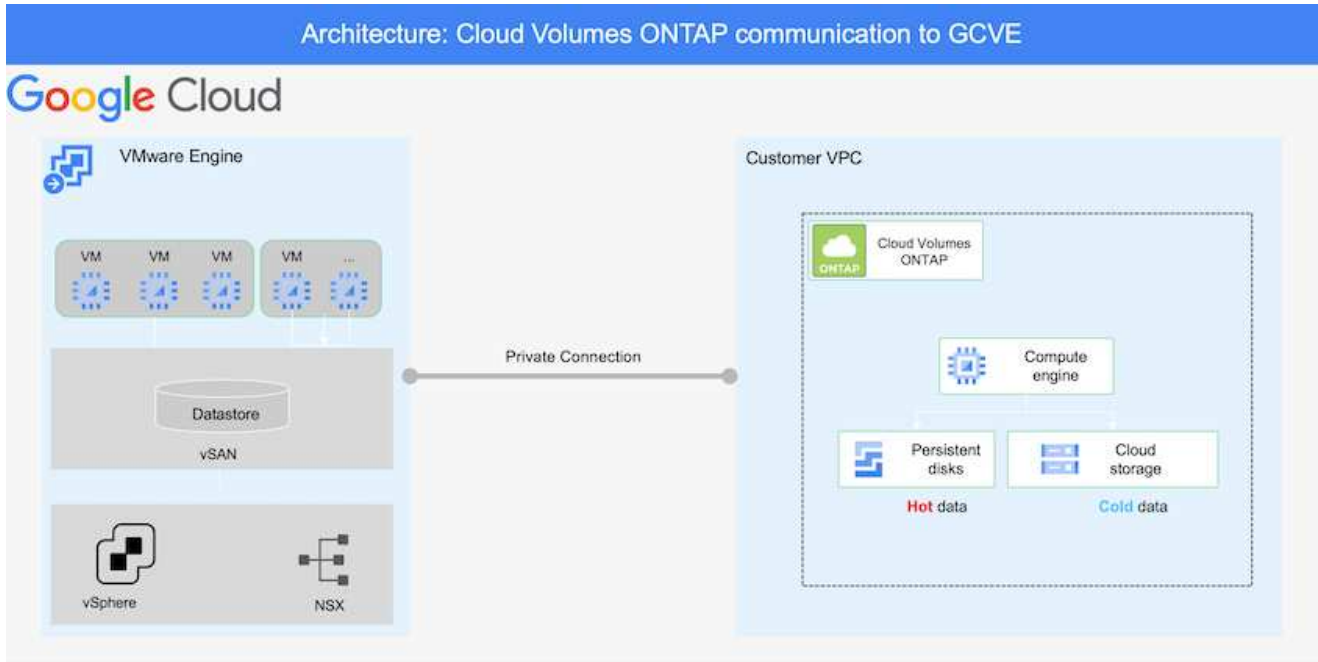 Architecture: Cloud Volumes ONTAP communication to GCVE
Google Cloud
VMware Engine
VM VM VM VM ...
Datastore
vSAN
vSphere
NSX
Private Connection
Customer VPC
ONTAP
Cloud Volumes
ONTAP
Compute
engine
Persistent
disks
Cloud
storage
Hot data
Cold data